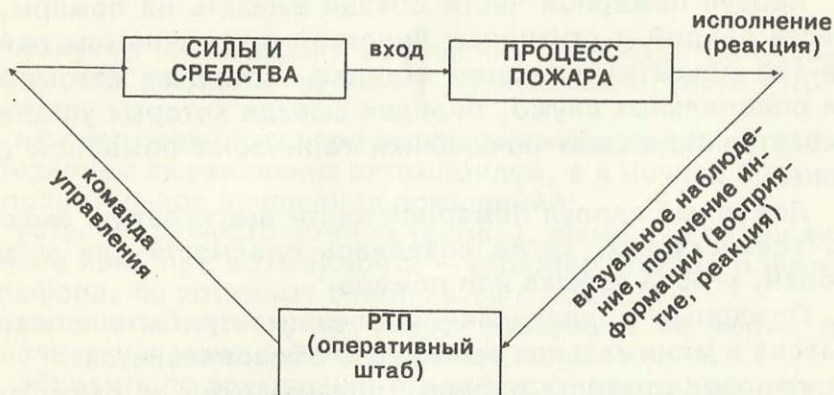 исполнение
(реакция)
СИЛЫ И
СРЕДСТВА
вход
ПРОЦЕСС
ПОЖАРА
команда
управления
визуальное наблюде-
ние, получение ин-
формации (восприя-
тие, реакция)
РТП
(оперативный
штаб)